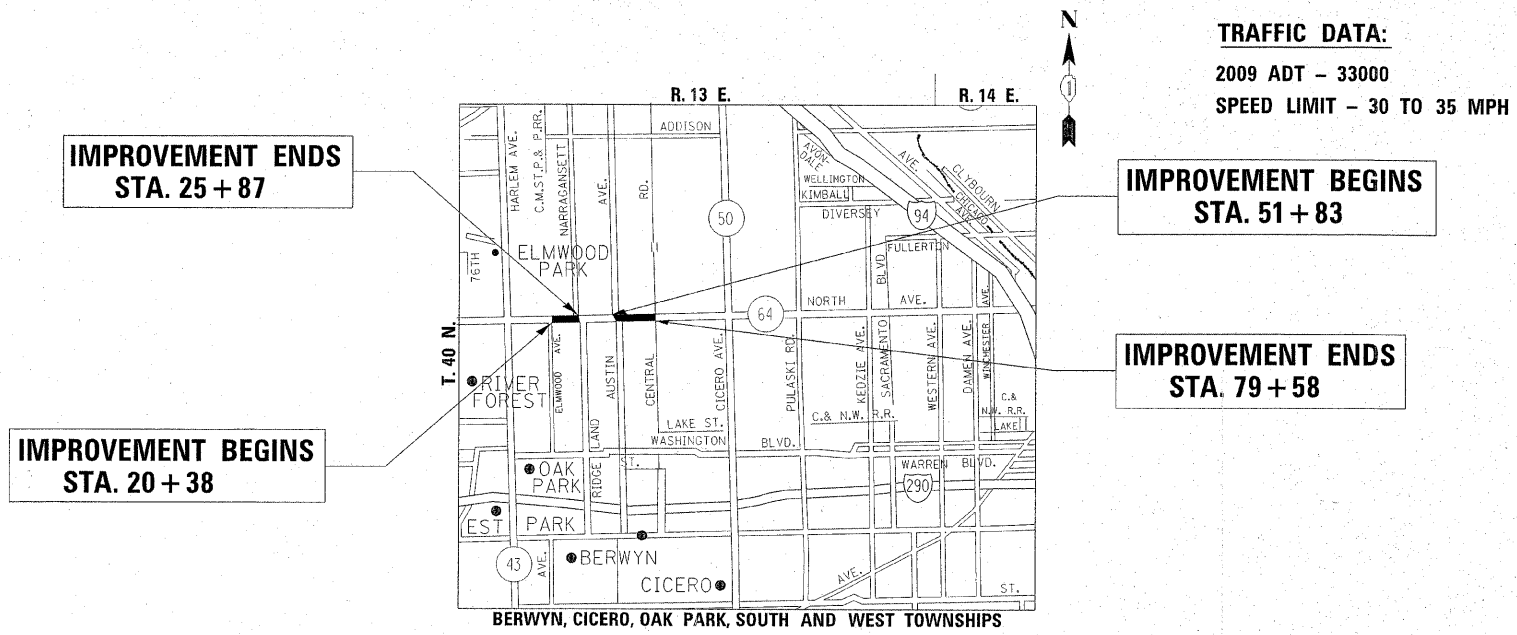 N
1
TRAFFIC DATA:
2009 ADT - 33000
SPEED LIMIT - 30 TO 35 MPH
R. 13 E.
R. 14 E.
IMPROVEMENT ENDS
STA. 25 + 87
IMPROVEMENT BEGINS
STA. 51 + 83
IMPROVEMENT ENDS
STA. 79 + 58
IMPROVEMENT BEGINS
STA. 20 + 38
T. 40 N.
ADDISON
HARLEM AVE.
C.M.ST.P.& P.RR.
NARRAGANSETT
AVE.
RD.
50
AVON-
DALE
AVE.
CLYBOURN
CHICAGO
AVE.
WELLINGTON
KIMBALL
DIVERSEY
94
FULLERTON
76TH
ELMWOOD
PARK
BLVD
NORTH
AVE.
AVE.
64
RIVER
FOREST
ELMWOOD AVE.
AUSTIN
CENTRAL
CICERO AVE.
PULASKI RD.
KEDZIE AVE.
SACRAMENTO
WESTERN AVE.
DAMEN AVE.
WINCHESTER
C.& N.W. R.R.
C.&
N.W. R.R.
LAKE
LAKE ST.
WASHINGTON
BLVD.
RIDGE LAND
ST.
WARREN BLVD.
290
OAK
PARK
EST PARK
43
AVE.
BERWYN
CICERO
AVE.
ST.
BERWYN, CICERO, OAK PARK, SOUTH AND WEST TOWNSHIPS